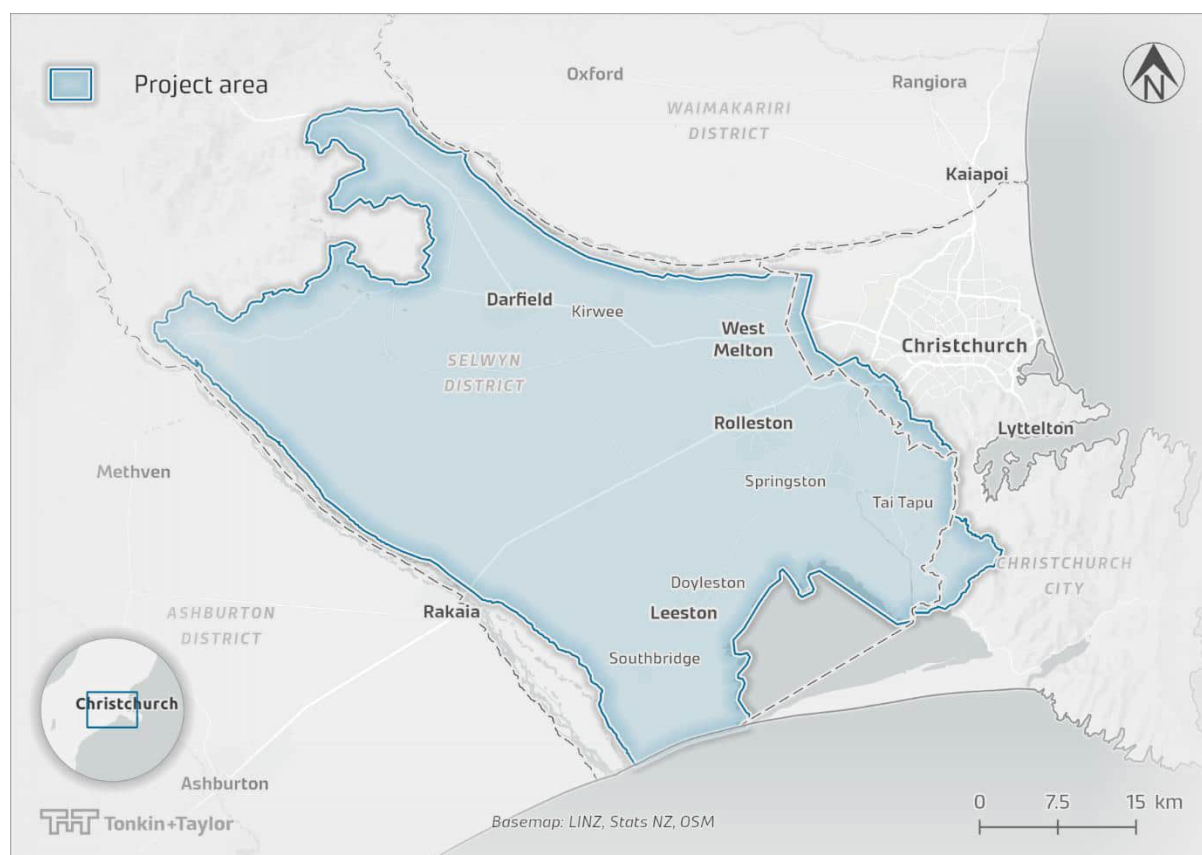 Project area
Oxford
Rangiora
WAIMAKARIRI
DISTRICT
Kaiapoi
Darfield
Kirwee
West
Melton
Christchurch
SELWYN
DISTRICT
Rolleston
Lyttelton
Methven
Springston
Tai Tapu
CHRISTCHURCH
CITY
Doyleston
Leeston
Rakaia
ASHBURTON
DISTRICT
Southbridge
Christchurch
Ashburton
Tonkin+Taylor
Basemap: LINZ, Stats NZ, OSM
0 7.5 15 km
N